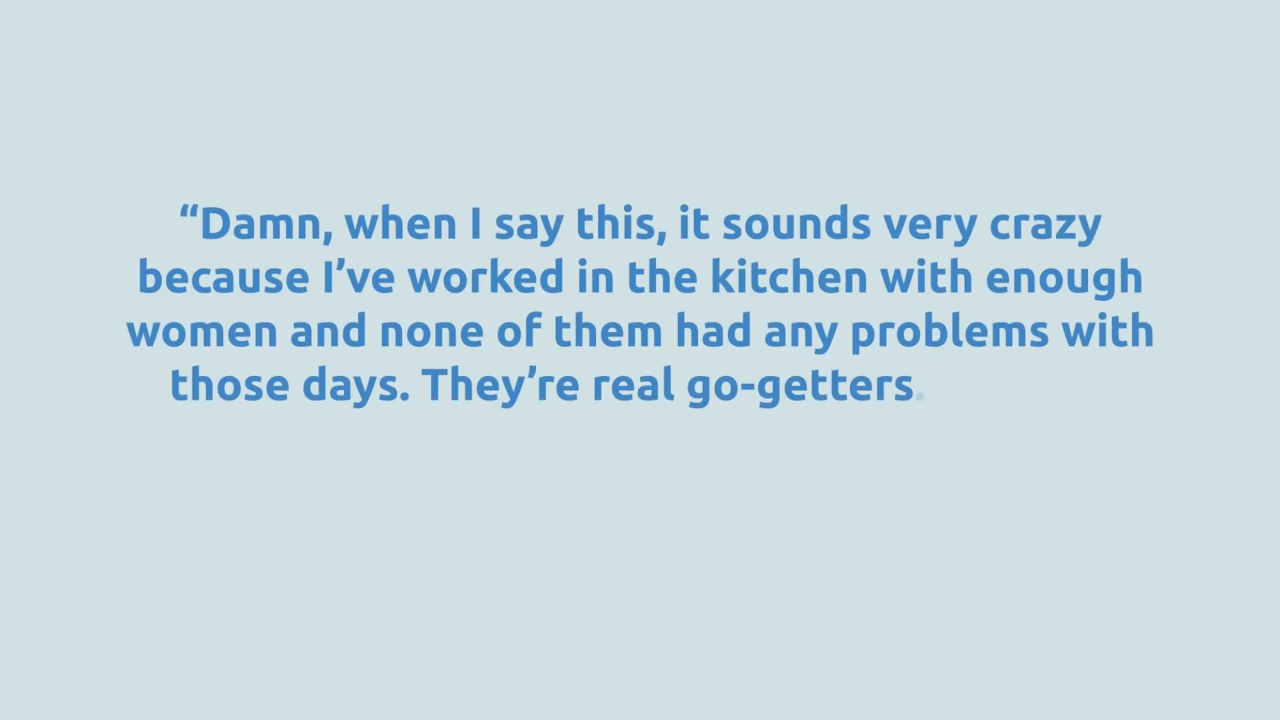 “Damn, when I say this, it sounds very crazy
because I’ve worked in the kitchen with enough
women and none of them had any problems with
those days. They’re real go-getters.